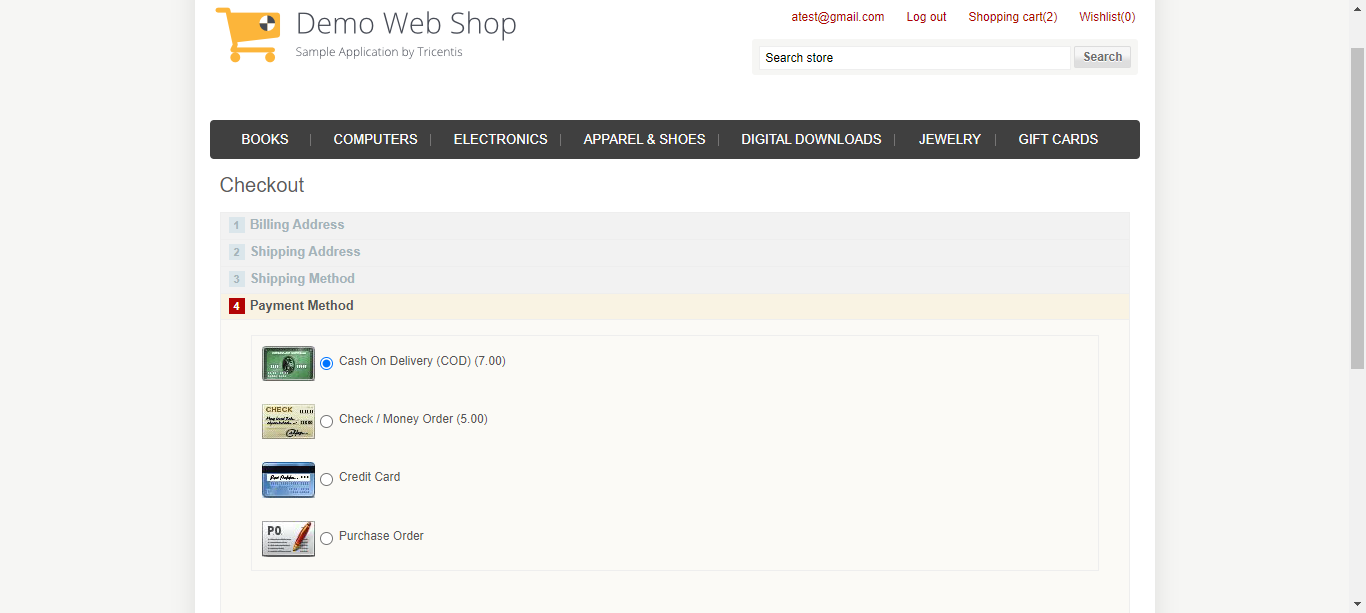 Demo Web Shop
Sample Application by Tricentis
atest@gmail.com Log out Shopping cart(2) Wishlist(0)
Search store Search
BOOKS COMPUTERS ELECTRONICS APPAREL & SHOES DIGITAL DOWNLOADS JEWELRY GIFT CARDS
Checkout
1 Billing Address
2 Shipping Address
3 Shipping Method
4 Payment Method
Cash On Delivery (COD) (7.00)
CHECK
Check / Money Order (5.00)
Credit Card
PO
Purchase Order